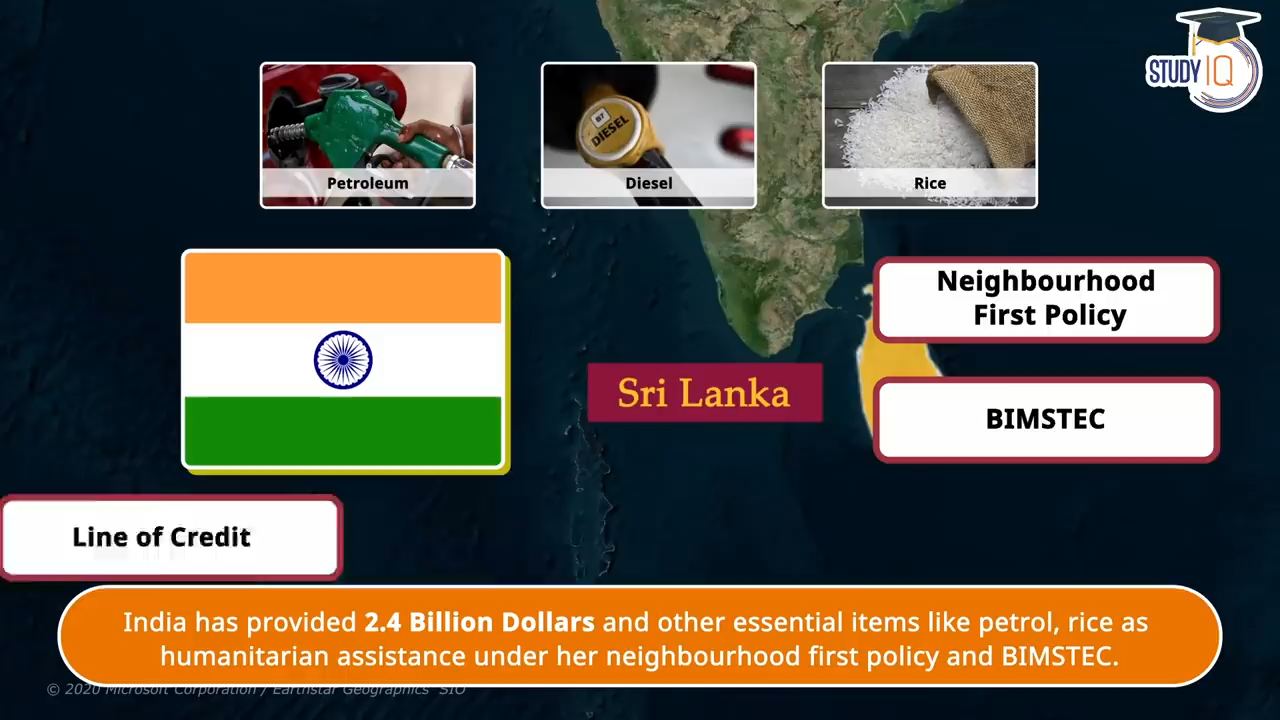 STUDY IQ
Petroleum
Diesel
Rice
B7
DIESEL
Neighbourhood
First Policy
Sri Lanka
BIMSTEC
Line of Credit
India has provided 2.4 Billion Dollars and other essential items like petrol, rice as
humanitarian assistance under her neighbourhood first policy and BIMSTEC.
© 2020 Microsoft Corporation / Earthstar Geographics SIO